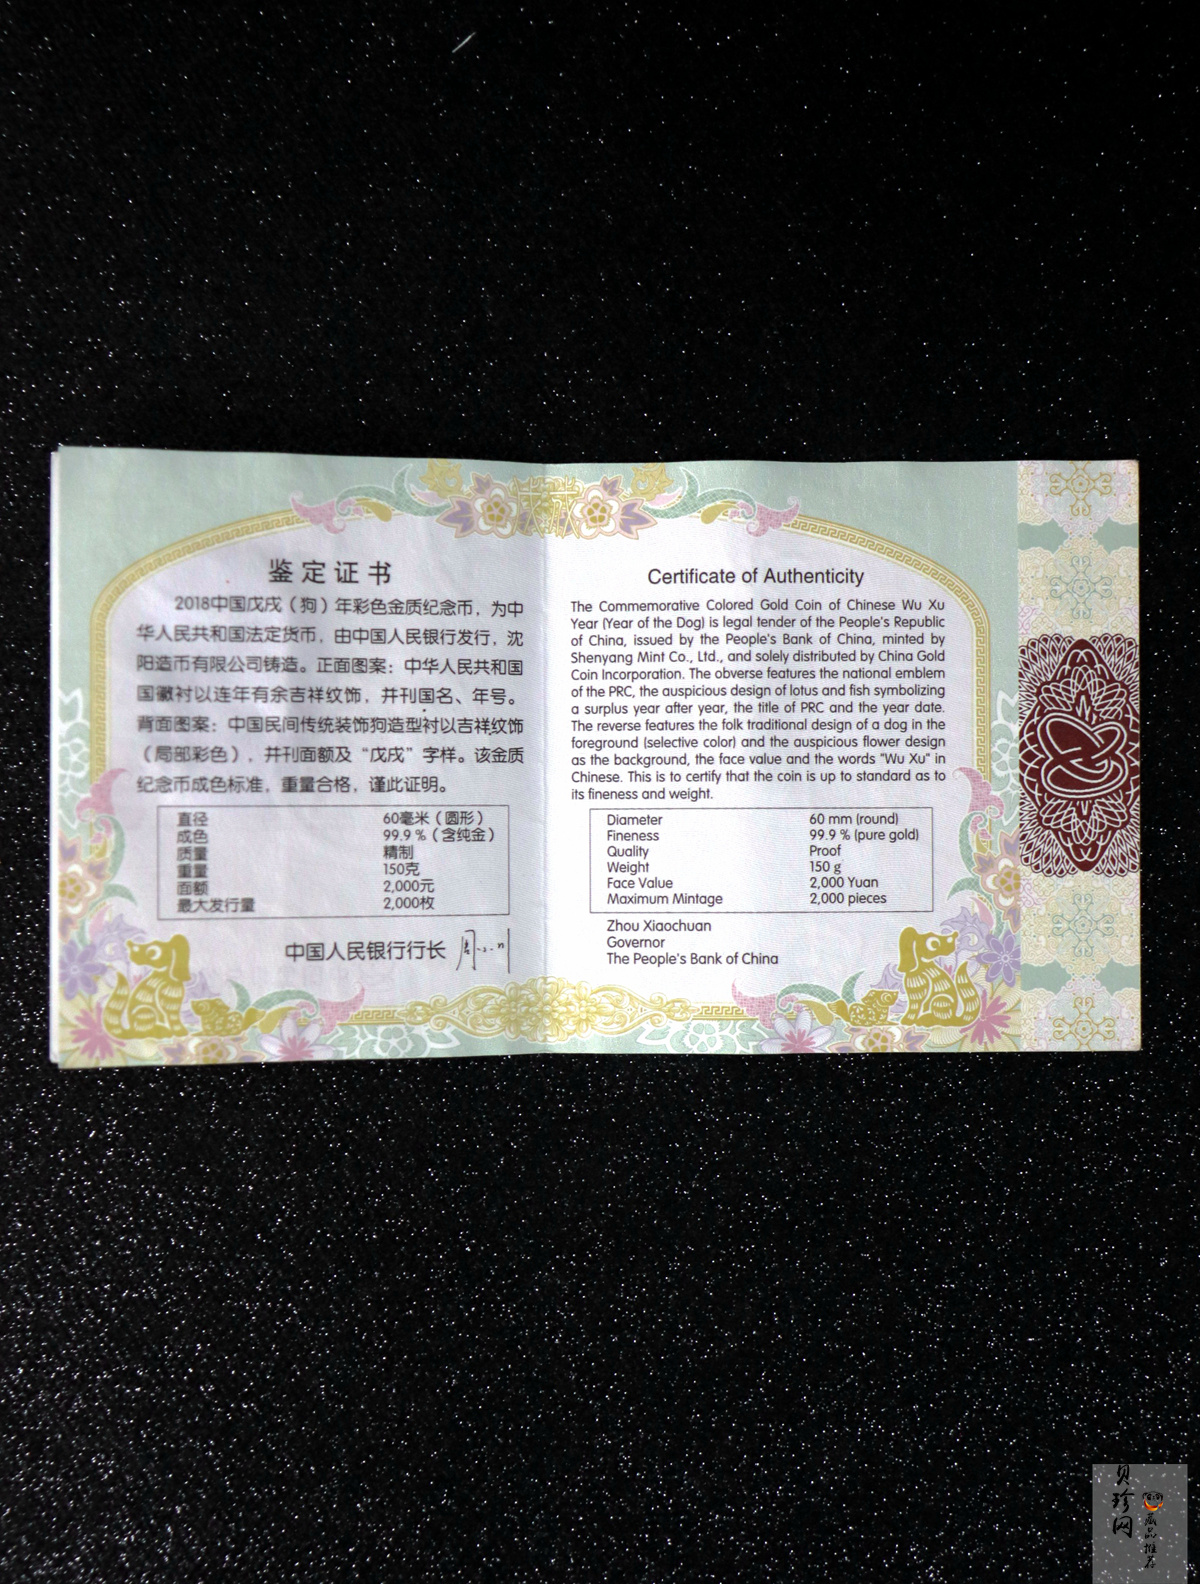 鉴定证书
2018中国戊戌（狗）年彩色金质纪念币，为中
华人民共和国法定货币，由中国人民银行发行，沈
阳造币有限公司铸造。正面图案：中华人民共和国
国徽衬以连年有余吉祥纹饰，并刊国名、年号。
背面图案：中国民间传统装饰狗造型衬以吉祥纹饰
（局部彩色），并刊面额及“戊戌”字样。该金质
纪念币成色标准，重量合格，谨此证明。
直径 60毫米（圆形）
成色 99.9 %（含纯金）
质量 精制
重量 150克
面额 2,000元
最大发行量 2,000枚
中国人民银行行长
Certificate of Authenticity
The Commemorative Colored Gold Coin of Chinese Wu Xu
Year (Year of the Dog) is legal tender of the People's Republic
of China, issued by the People's Bank of China, minted by
Shenyang Mint Co., Ltd., and solely distributed by China Gold
Coin Incorporation. The obverse features the national emblem
of the PRC, the auspicious design of lotus and fish symbolizing
a surplus year after year, the title of PRC and the year date.
The reverse features the folk traditional design of a dog in the
foreground (selective color) and the auspicious flower design
as the background, the face value and the words "Wu Xu" in
Chinese. This is to certify that the coin is up to standard as to
its fineness and weight.
Diameter 60 mm (round)
Fineness 99.9 % (pure gold)
Quality Proof
Weight 150 g
Face Value 2,000 Yuan
Maximum Mintage 2,000 pieces
Zhou Xiaochuan
Governor
The People's Bank of China
贝珍网
藏品推荐